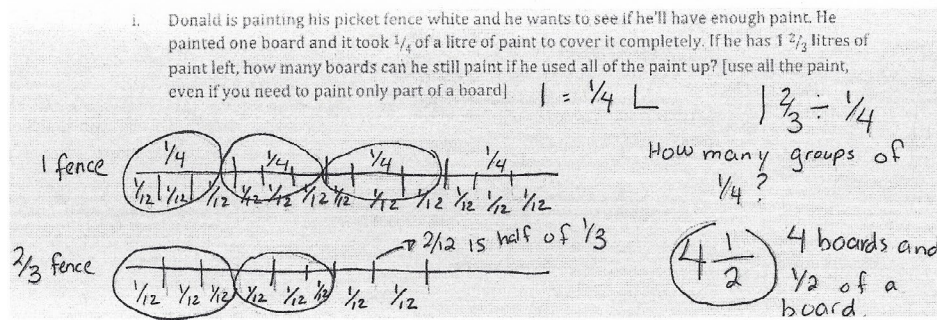 i. Donald is painting his picket fence white and he wants to see if he'll have enough paint. He
painted one board and it took 1/4 of a litre of paint to cover it completely. If he has 1 2/3 litres of
paint left, how many boards can he still paint if he used all of the paint up? [use all the paint,
even if you need to paint only part of a board]
1 = 1/4 L
1 2/3 ÷ 1/4
How many groups of
1/4?
1 fence
1/4 1/4 1/4 1/4
1/12 1/12 1/12 1/12 1/12 1/12 1/12 1/12 1/12 1/12 1/12 1/12
2/12 is half of 1/3
2/3 fence
1/12 1/12 1/12 1/12 1/12 1/12 1/12 1/12
4 1/2
4 boards and
1/2 of a
board.